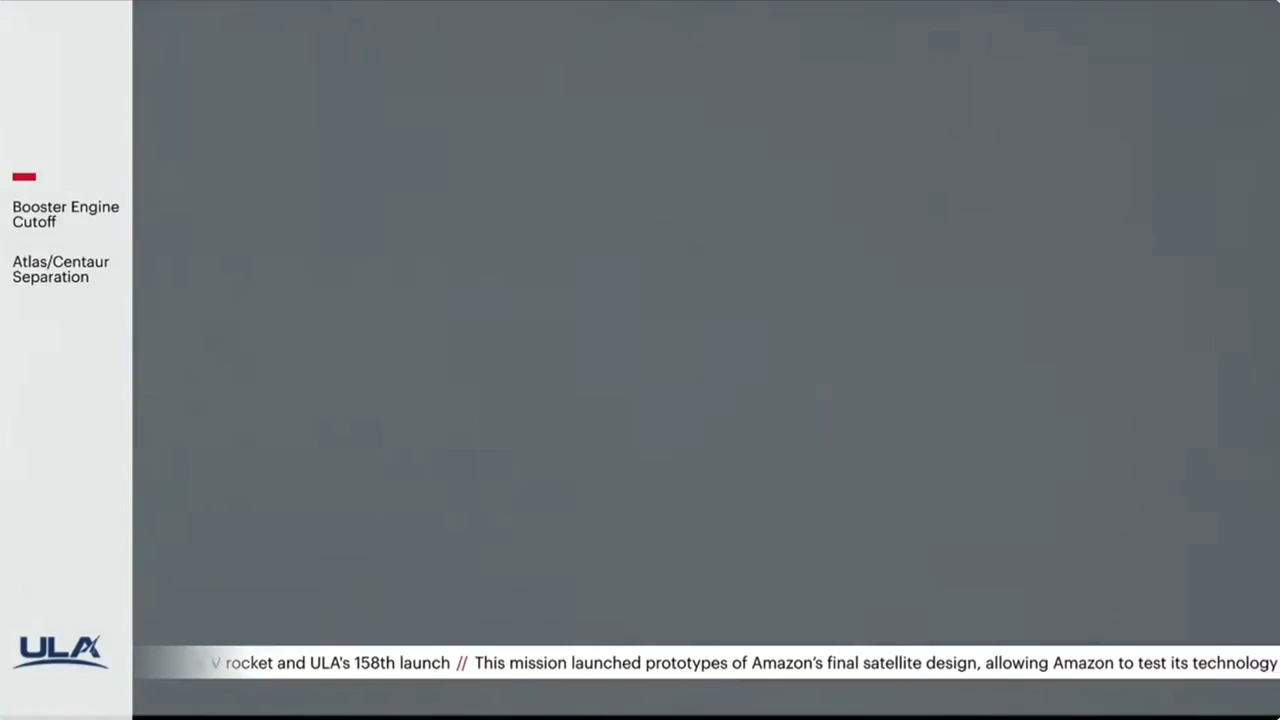 Booster Engine
Cutoff
Atlas/Centaur
Separation
ULA
V rocket and ULA's 158th launch // This mission launched prototypes of Amazon’s final satellite design, allowing Amazon to test its technology